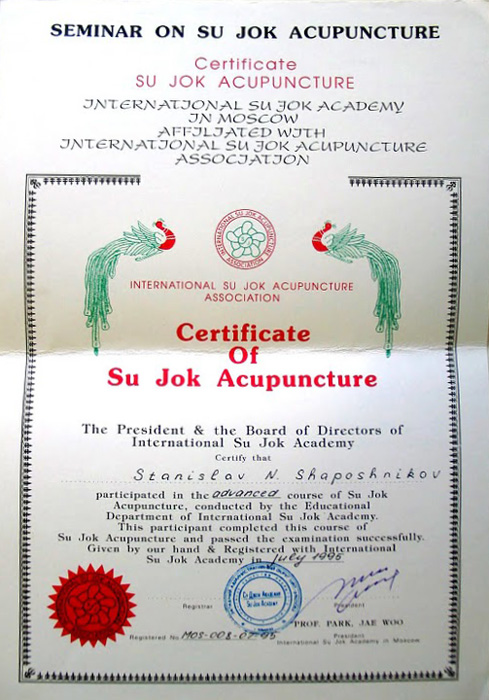 SEMINAR ON SU JOK ACUPUNCTURE
Certificate
SU JOK ACUPUNCTURE
INTERNATIONAL SU JOK ACADEMY
IN MOSCOW
AFFILIATED WITH
INTERNATIONAL SU JOK ACUPUNCTURE
ASSOCIATION
INTERNATIONAL SU JOK ACUPUNCTURE
ASSOCIATION
INTERNATIONAL SU JOK ACUPUNCTURE
ASSOCIATION
Certificate
Of
Su Jok Acupuncture
The President & the Board of Directors of
International Su Jok Academy
Certify that
Stanislav N. Shaposhnikov
participated in the advanced course of Su Jok
Acupuncture, conducted by the Educational
Department of International Su Jok Academy.
This participant completed this course of
Su Jok Acupuncture and passed the examination successfully.
Given by our hand & Registered with International
Su Jok Academy in July 1995
Су Джок Академия
Su Jok Academy
Registrar
President
PROF. PARK, JAE WOO
Registered No. MOS-008-07-95
President
International Su Jok Academy in Moscow